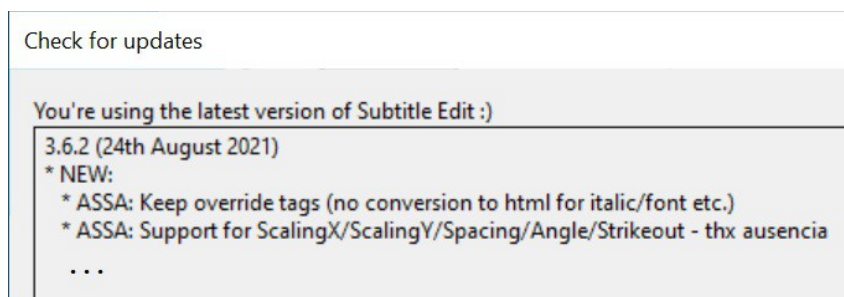 Check for updates
You're using the latest version of Subtitle Edit :)
3.6.2 (24th August 2021)
* NEW:
* ASSA: Keep override tags (no conversion to html for italic/font etc.)
* ASSA: Support for ScalingX/ScalingY/Spacing/Angle/Strikeout - thx ausencia
...